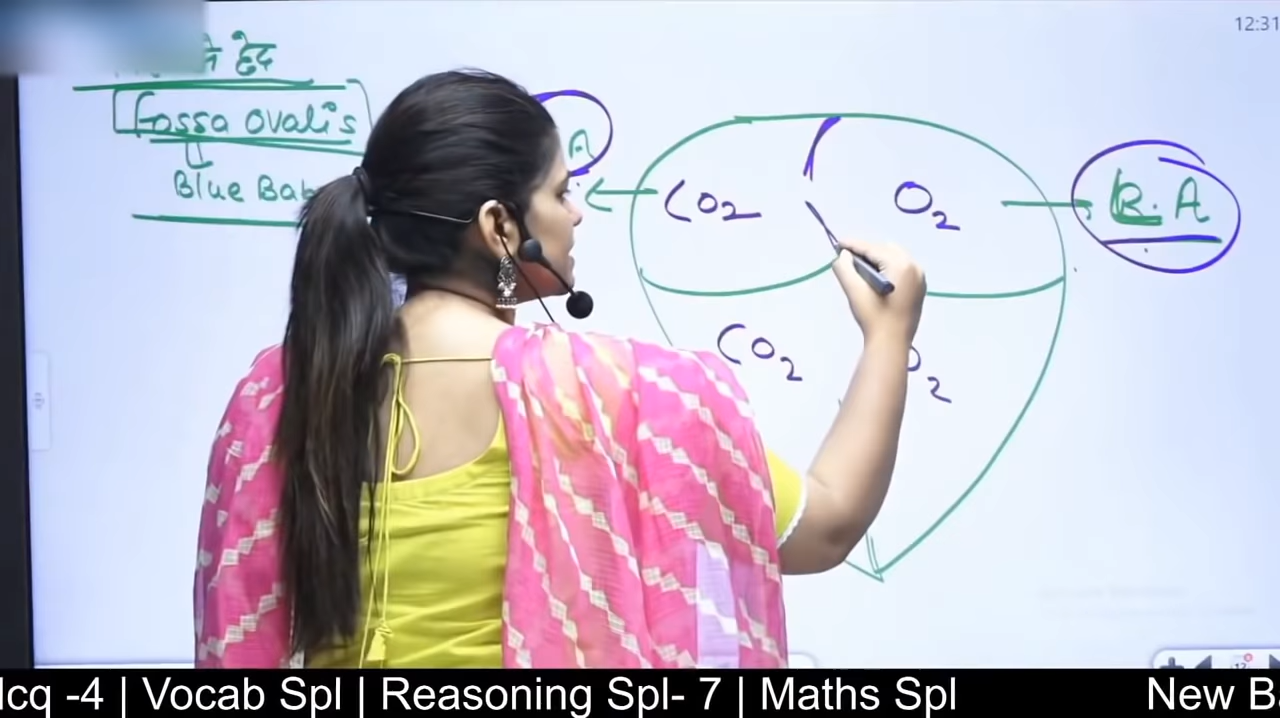 12:31
छेद
Fossa ovalis
Blue Bab
A
CO2
O2
R.A
CO2
O2
Mcq -4 | Vocab Spl | Reasoning Spl- 7 | Maths Spl
New B